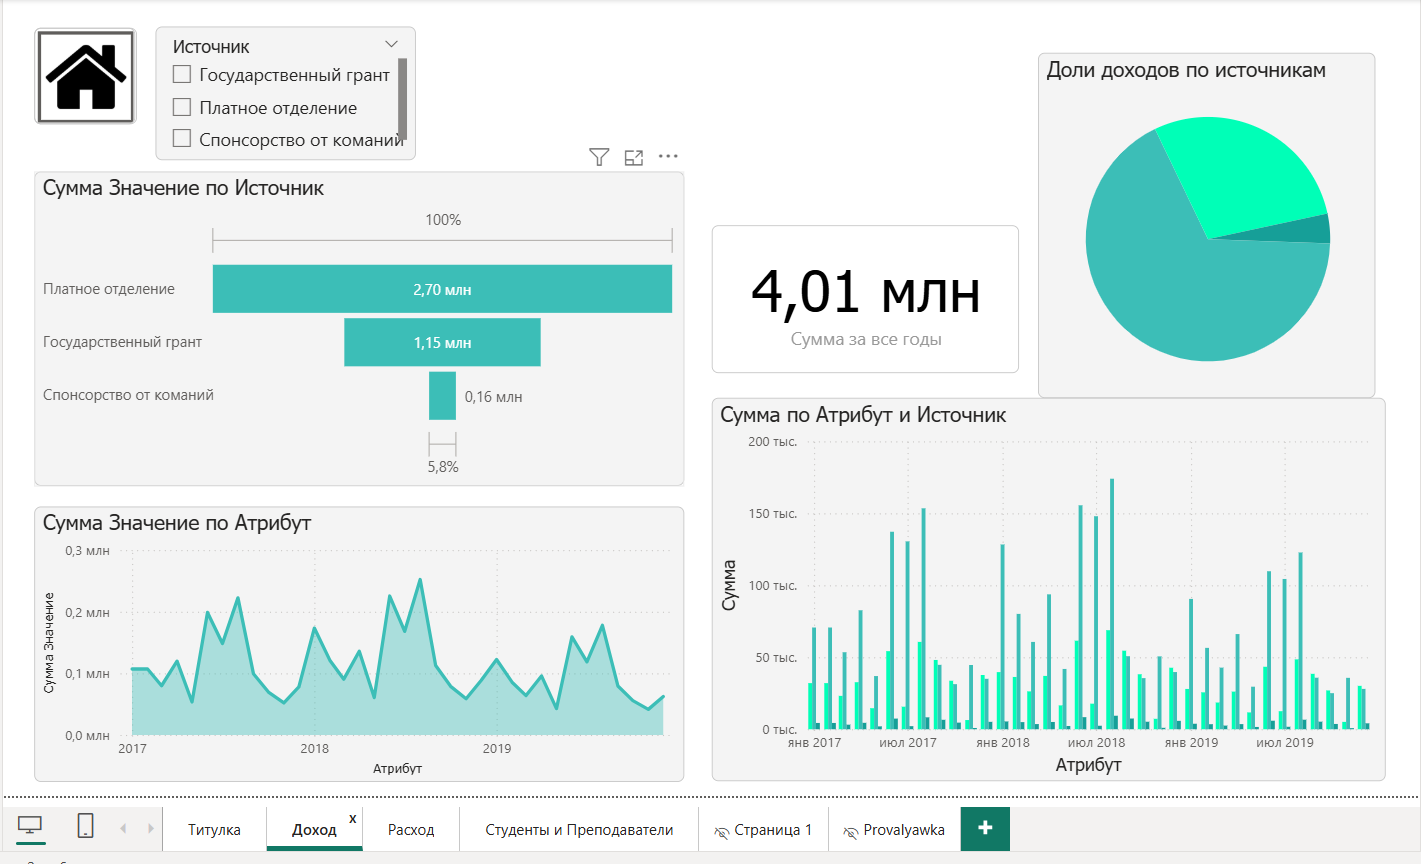 Источник
Государственный грант
Платное отделение
Спонсорство от команий
Доли доходов по источникам
Сумма Значение по Источник
100%
Платное отделение
2,70 млн
Государственный грант
1,15 млн
Спонсорство от команий
0,16 млн
5,8%
4,01 млн
Сумма за все годы
Сумма по Атрибут и Источник
200 тыс.
150 тыс.
100 тыс.
50 тыс.
0 тыс.
Сумма
янв 2017
июл 2017
янв 2018
июл 2018
янв 2019
июл 2019
Атрибут
Сумма Значение по Атрибут
0,3 млн
0,2 млн
0,1 млн
0,0 млн
Сумма Значение
2017
2018
2019
Атрибут
Титулка
Доход
x
Расход
Студенты и Преподаватели
Страница 1
Provalyawka
+